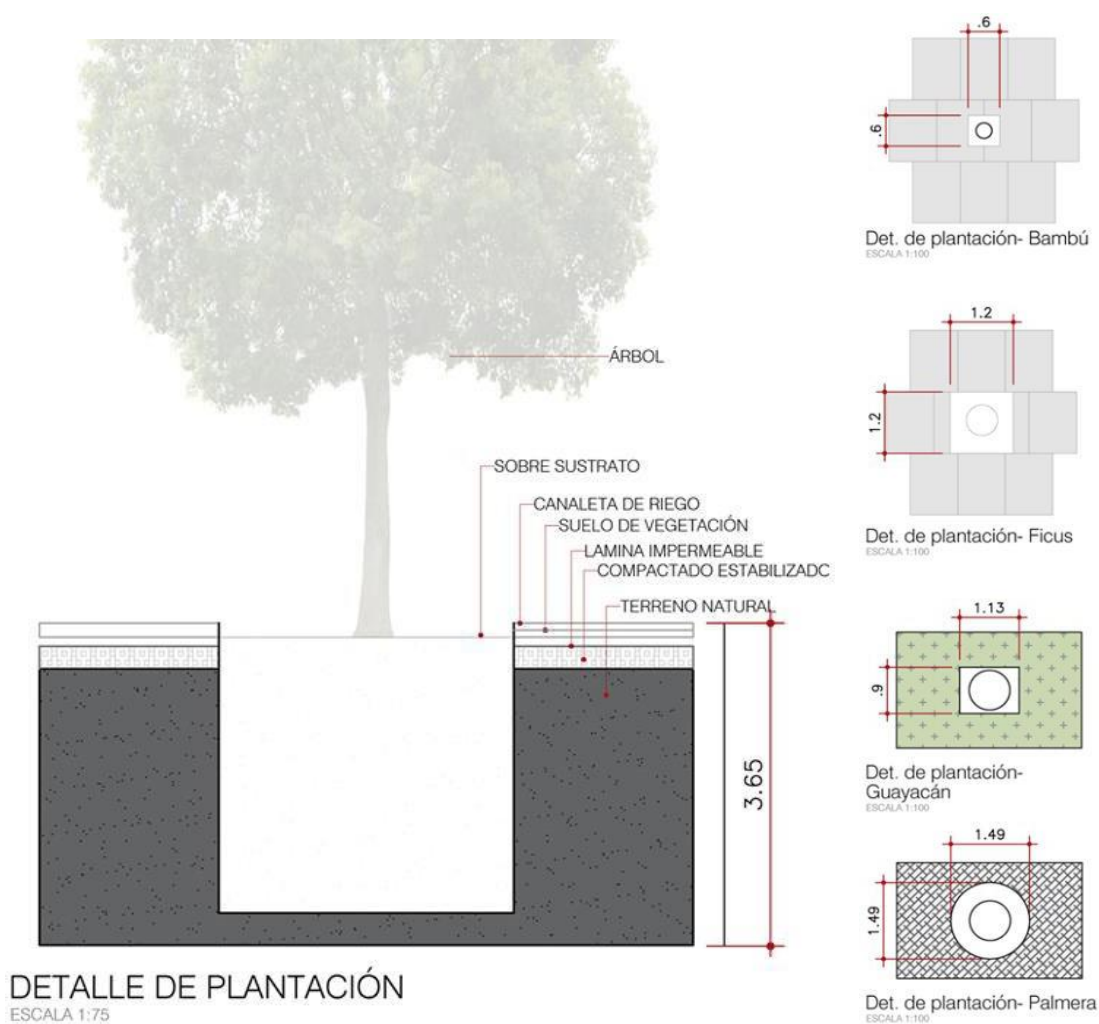 ÁRBOL
SOBRE SUSTRATO
CANALETA DE RIEGO
SUELO DE VEGETACIÓN
LAMINA IMPERMEABLE
COMPACTADO ESTABILIZADO
TERRENO NATURAL
3.65
DETALLE DE PLANTACIÓN
ESCALA 1:75
.6
.6
Det. de plantación- Bambú
ESCALA 1:100
1.2
1.2
Det. de plantación- Ficus
ESCALA 1:100
1.13
.9
Det. de plantación-
Guayacán
ESCALA 1:100
1.49
1.49
Det. de plantación- Palmera
ESCALA 1:100